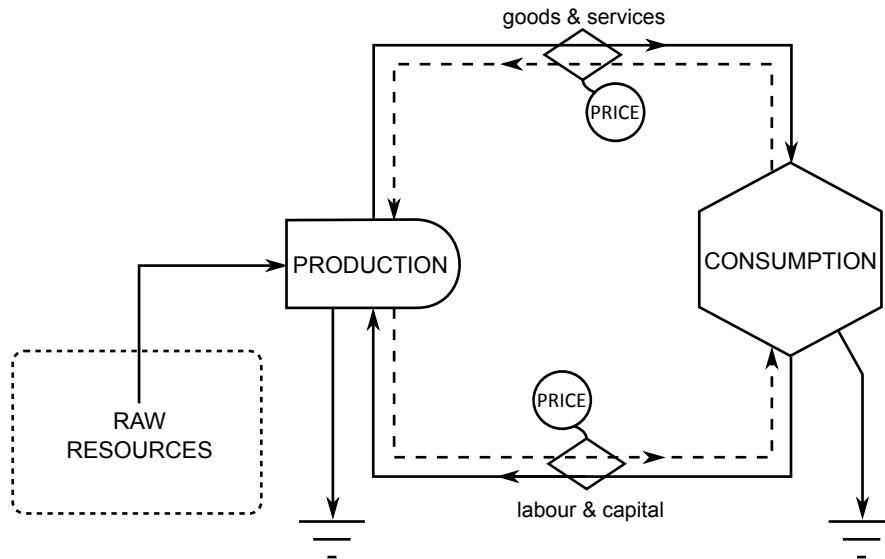 goods & services
PRICE
PRODUCTION
CONSUMPTION
RAW
RESOURCES
PRICE
labour & capital